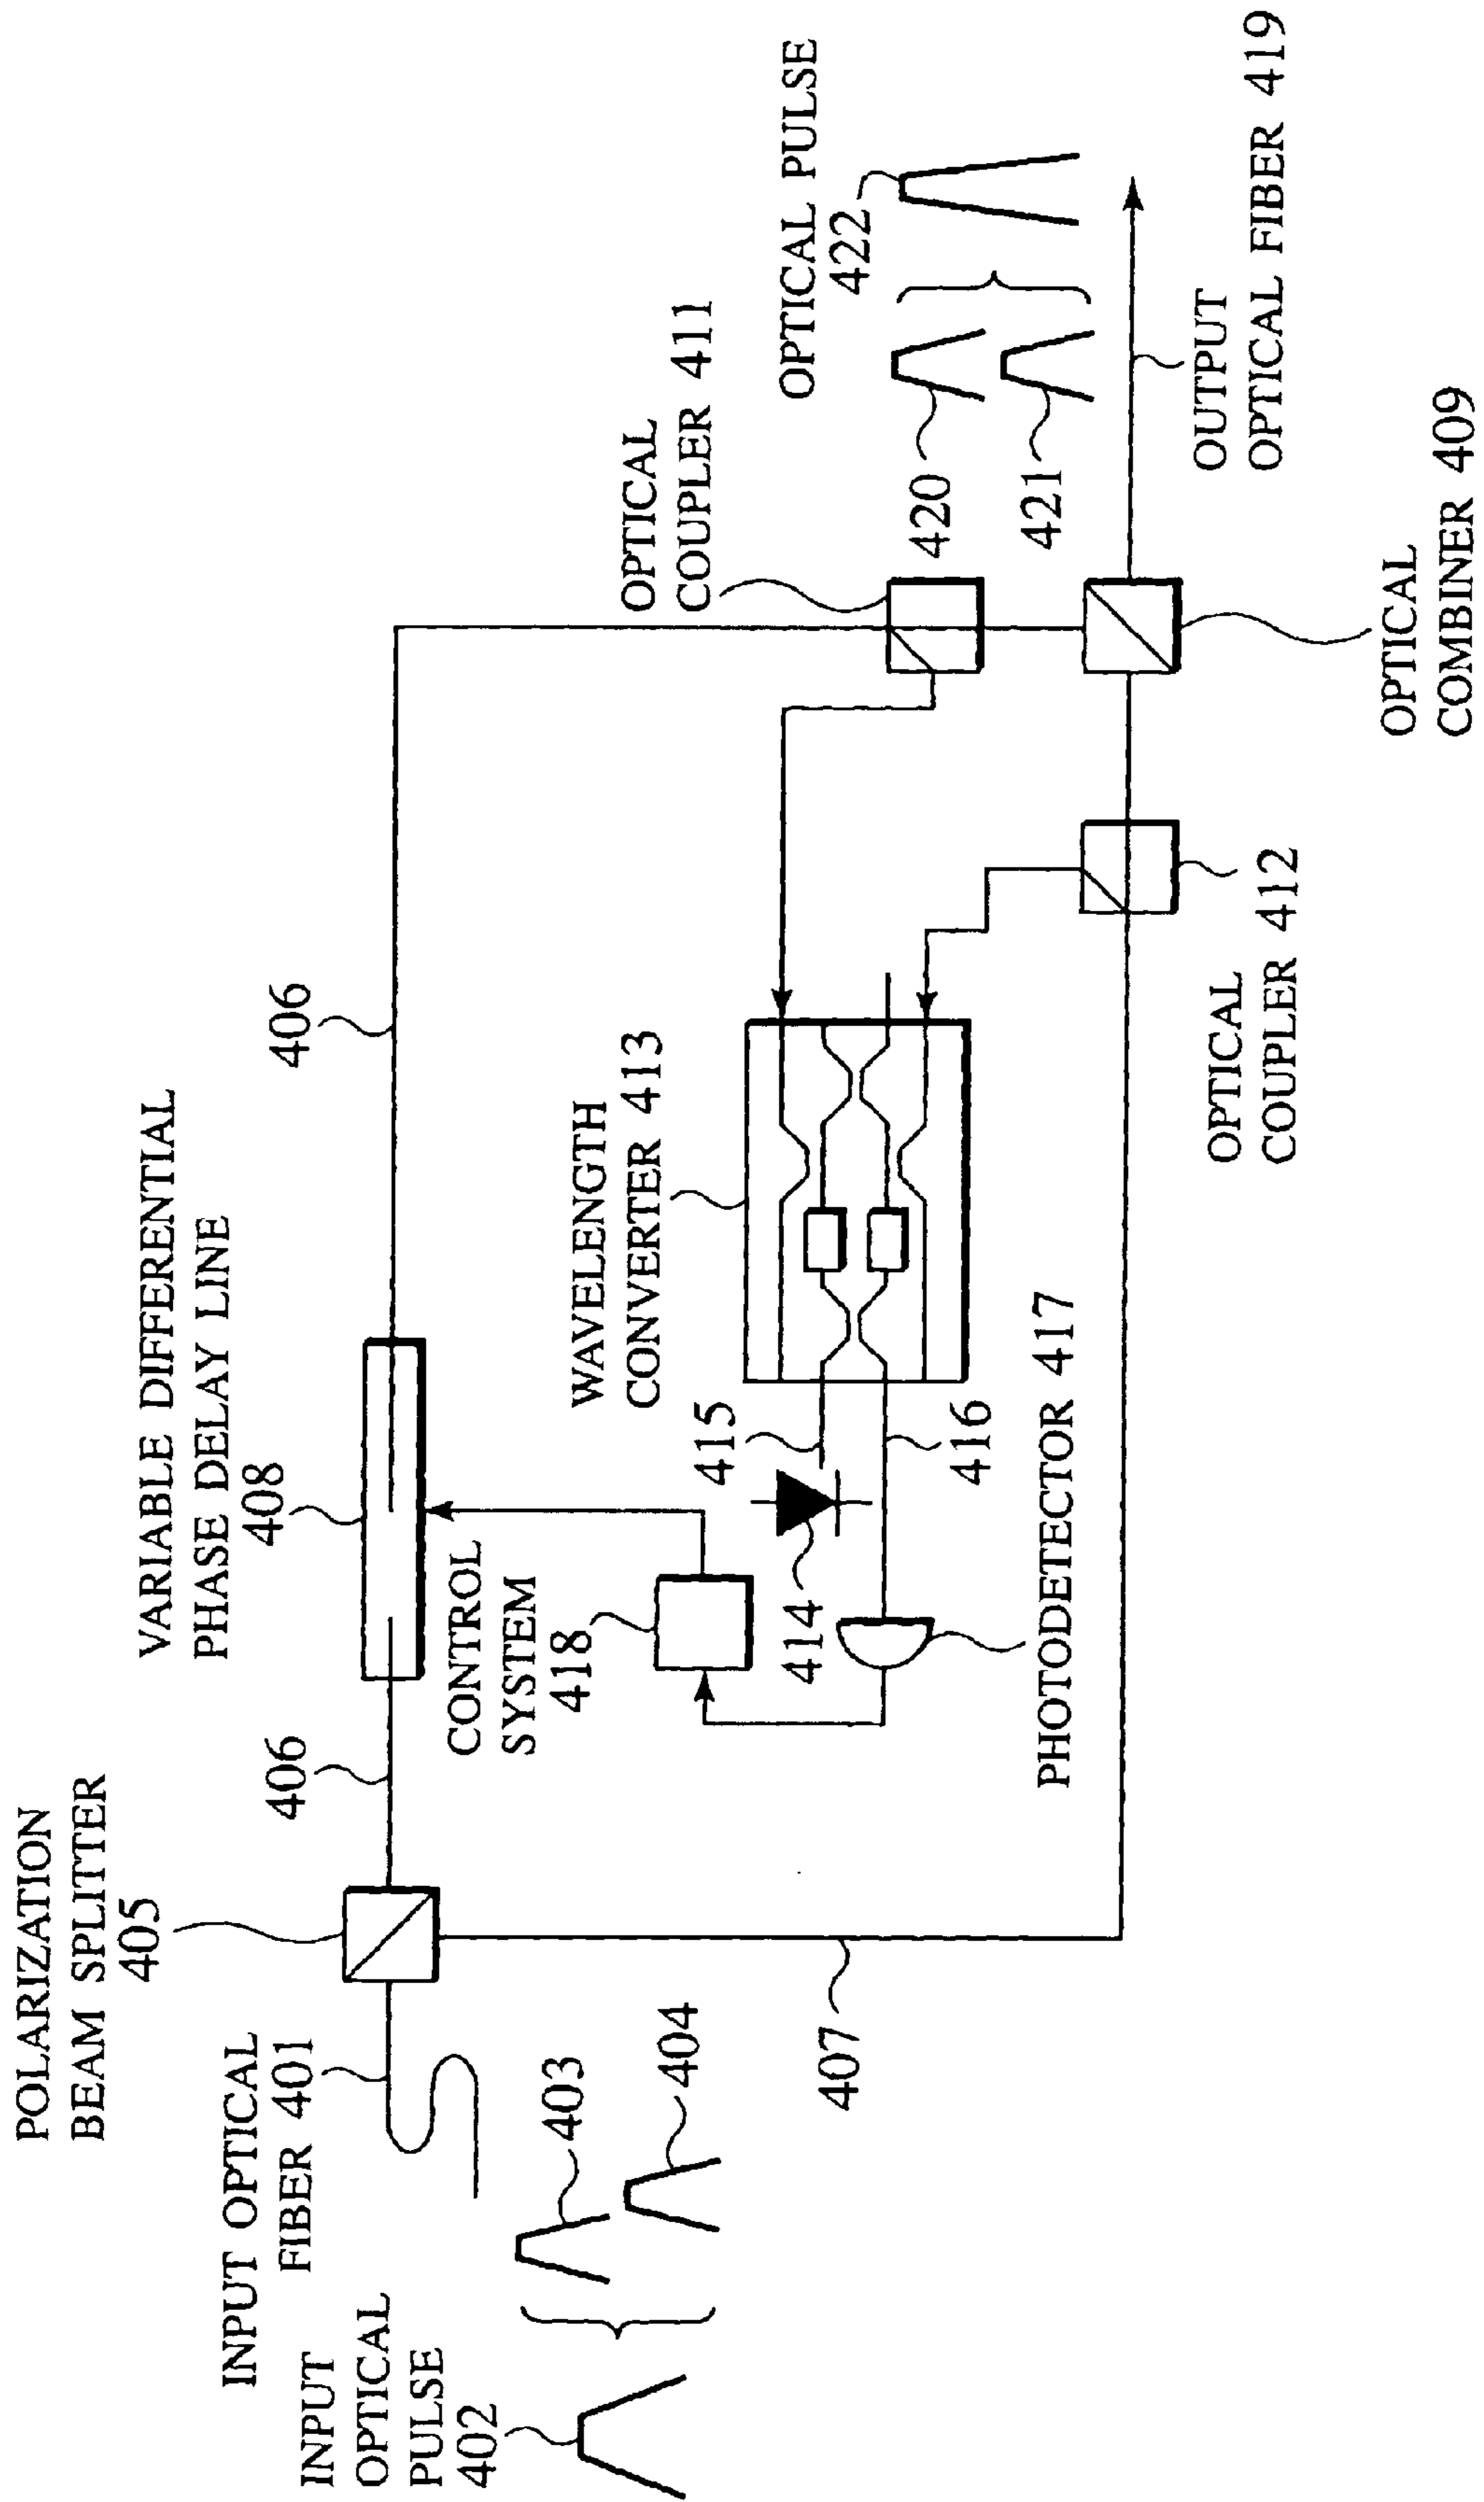 POLARIZATION
BEAM SPLITTER
405
INPUT OPTICAL
FIBER 401
INPUT
OPTICAL
PULSE
402
403
404
407
406
VARIABLE DIFFERENTIAL
PHASE DELAY LINE
408
406
CONTROL
SYSTEM
418
414
415
416
PHOTODETECTOR 417
WAVELENGTH
CONVERTER 413
OPTICAL
COUPLER 411
OPTICAL
COUPLER 412
OPTICAL PULSE
422
420
421
OUTPUT
OPTICAL FIBER 419
OPTICAL
COMBINER 409